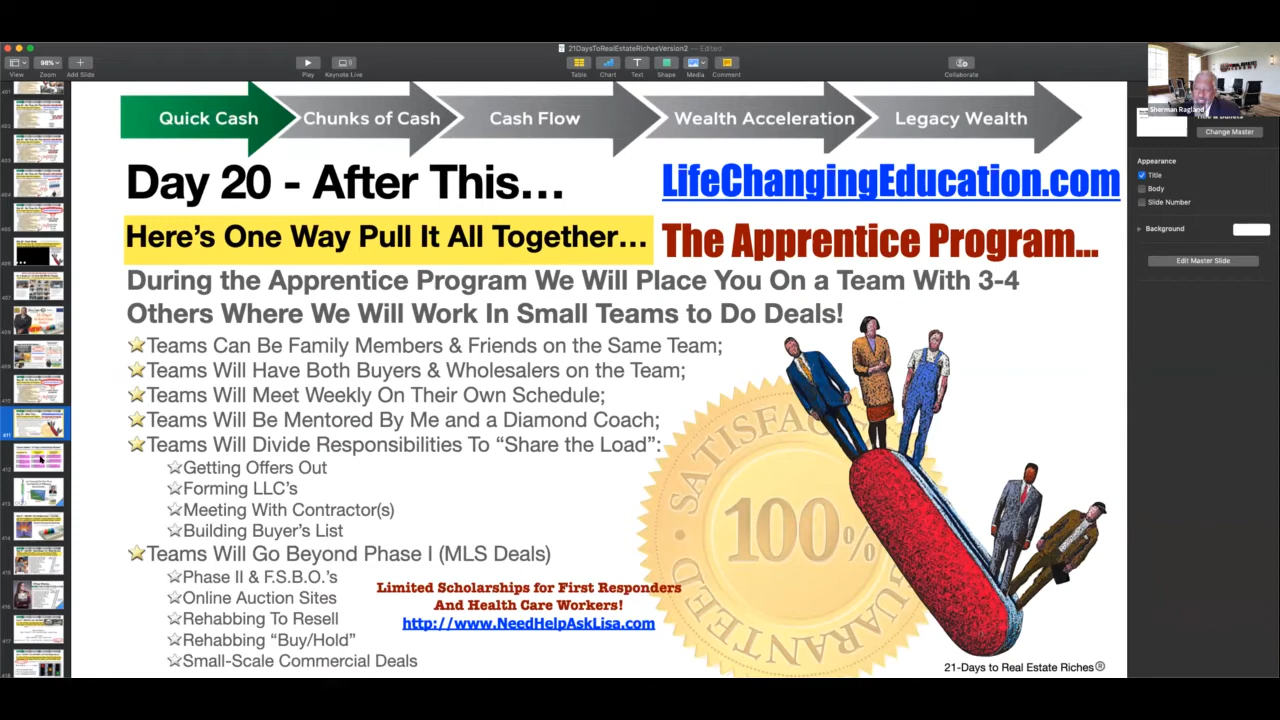 21DaysToRealEstateRichesVersion2 — Edited
98%
View Zoom Add Slide
Play Keynote Live
Table Chart Text Shape Media Comment
Collaborate
Sherman Ragland
Change Master
Appearance
Title
Body
Slide Number
Background
Edit Master Slide
Quick Cash Chunks of Cash Cash Flow Wealth Acceleration Legacy Wealth
Day 20 - After This… LifeChangingEducation.com
Here’s One Way Pull It All Together… The Apprentice Program…
During the Apprentice Program We Will Place You On a Team With 3-4
Others Where We Will Work In Small Teams to Do Deals!
Teams Can Be Family Members & Friends on the Same Team;
Teams Will Have Both Buyers & Wholesalers on the Team;
Teams Will Meet Weekly On Their Own Schedule;
Teams Will Be Mentored By Me and a Diamond Coach;
Teams Will Divide Responsibilities To “Share the Load”:
Getting Offers Out
Forming LLC’s
Meeting With Contractor(s)
Building Buyer’s List
Teams Will Go Beyond Phase I (MLS Deals)
Phase II & F.S.B.O.’s
Online Auction Sites
Rehabbing To Resell
Rehabbing “Buy/Hold”
Small-Scale Commercial Deals
Limited Scholarships for First Responders
And Health Care Workers!
http://www.NeedHelpAskLisa.com
SATISFAC
100%
GUARANTEED
21-Days to Real Estate Riches®